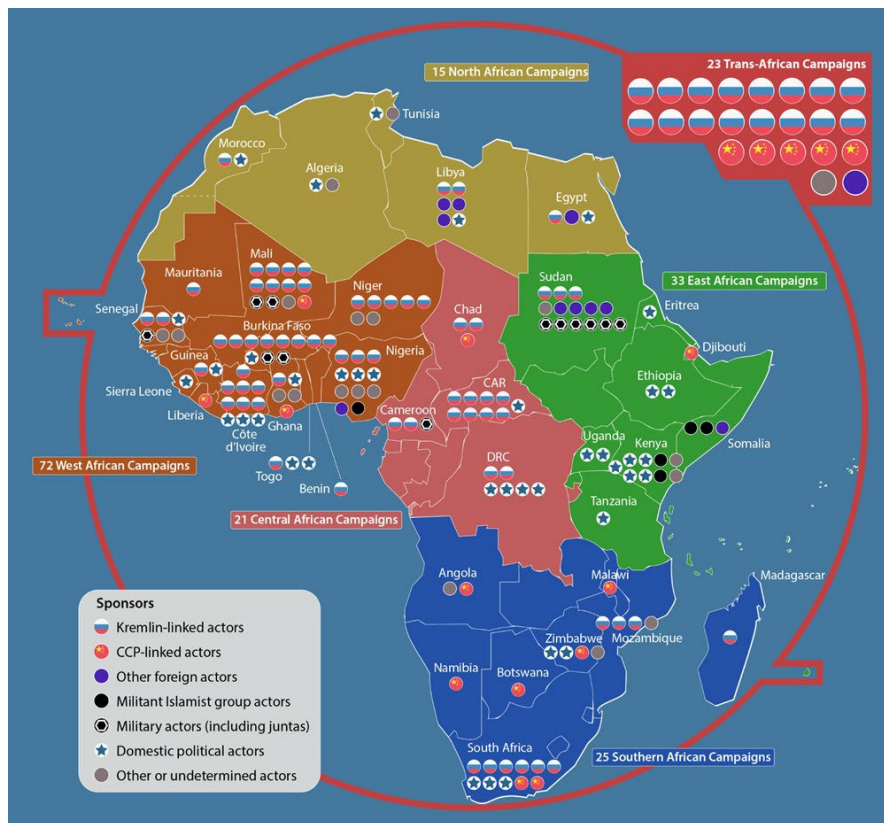 23 Trans-African Campaigns
15 North African Campaigns
Tunisia
Morocco
Algeria
Libya
Egypt
Mali
Mauritania
Niger
Sudan
33 East African Campaigns
Senegal
Chad
Eritrea
Burkina Faso
Djibouti
Guinea
Nigeria
Ethiopia
Sierra Leone
CAR
Liberia
Ghana
Cameroon
Côte
d'Ivoire
Uganda
Kenya
Somalia
72 West African Campaigns
DRC
Togo
Benin
Tanzania
21 Central African Campaigns
Angola
Malawi
Madagascar
Zimbabwe
Mozambique
Namibia
Botswana
South Africa
25 Southern African Campaigns
Sponsors
Kremlin-linked actors
CCP-linked actors
Other foreign actors
Militant Islamist group actors
Military actors (including juntas)
Domestic political actors
Other or undetermined actors